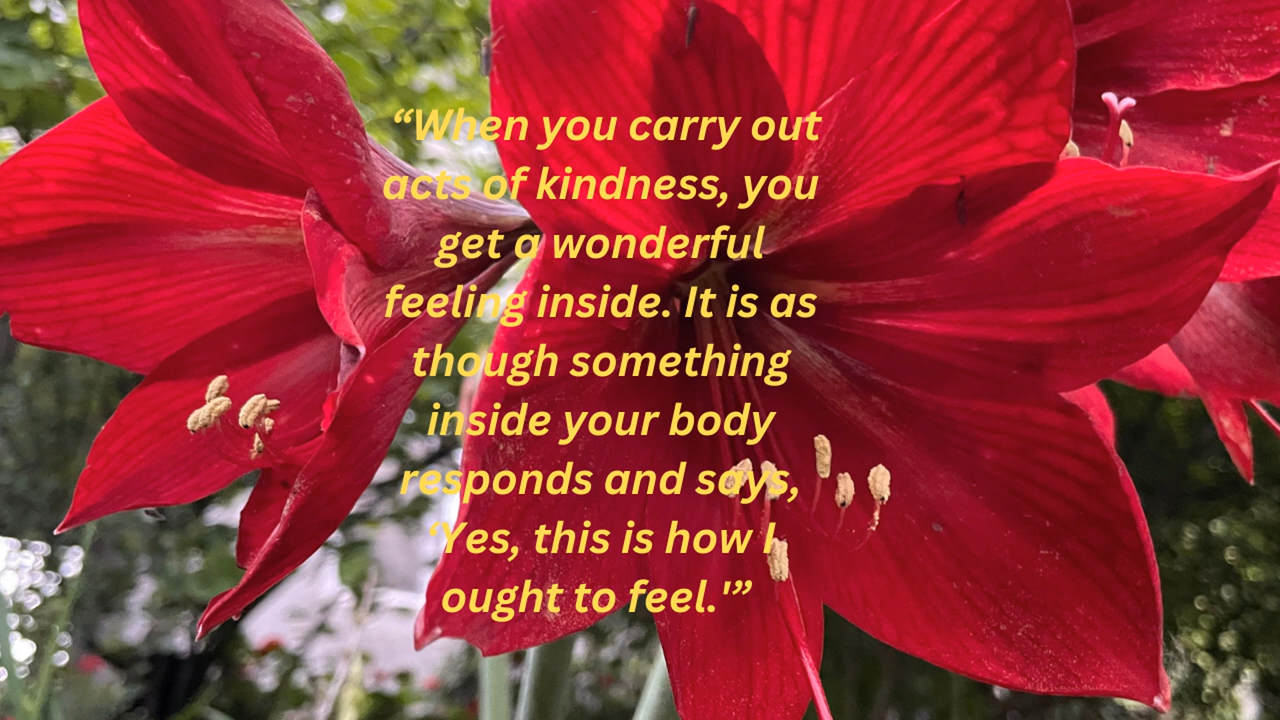 “When you carry out
acts of kindness, you
get a wonderful
feeling inside. It is as
though something
inside your body
responds and says,
‘Yes, this is how I
ought to feel.'”